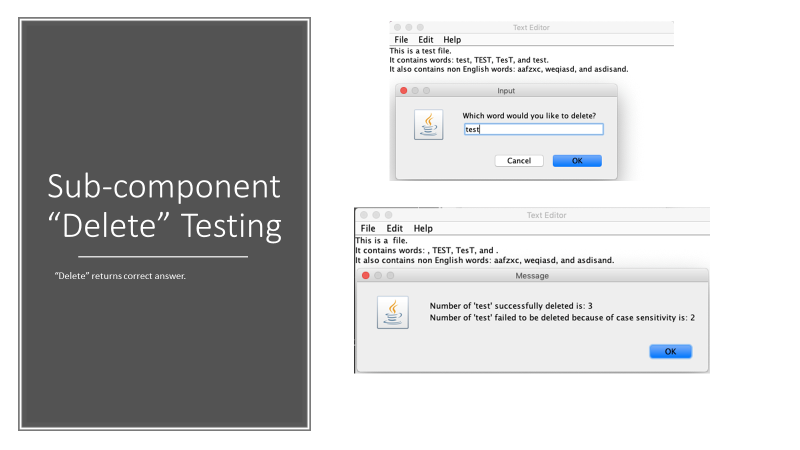 Sub-component
“Delete” Testing
“Delete” returns correct answer.
Text Editor
File Edit Help
This is a test file.
It contains words: test, TEST, TesT, and test.
It also contains non English words: aafzxc, weqiasd, and asdisand.
Input
Which word would you like to delete?
test
Cancel OK
Text Editor
File Edit Help
This is a  file.
It contains words: , TEST, TesT, and .
It also contains non English words: aafzxc, weqiasd, and asdisand.
Message
Number of 'test' successfully deleted is: 3
Number of 'test' failed to be deleted because of case sensitivity is: 2
OK